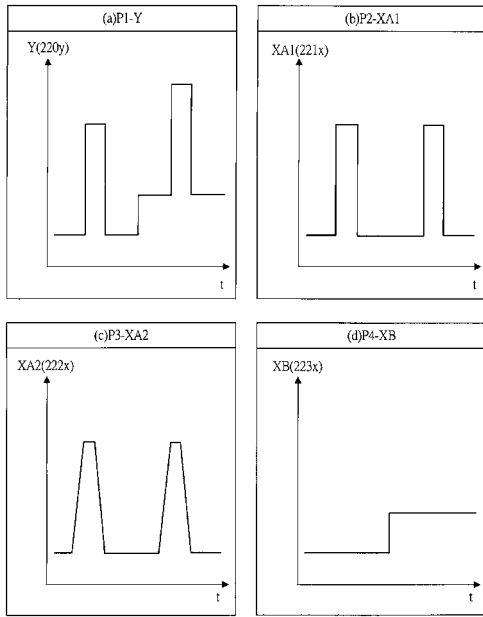 (a)P1-Y
Y(220y)
t
(b)P2-XA1
XA1(221x)
t
(c)P3-XA2
XA2(222x)
t
(d)P4-XB
XB(223x)
t